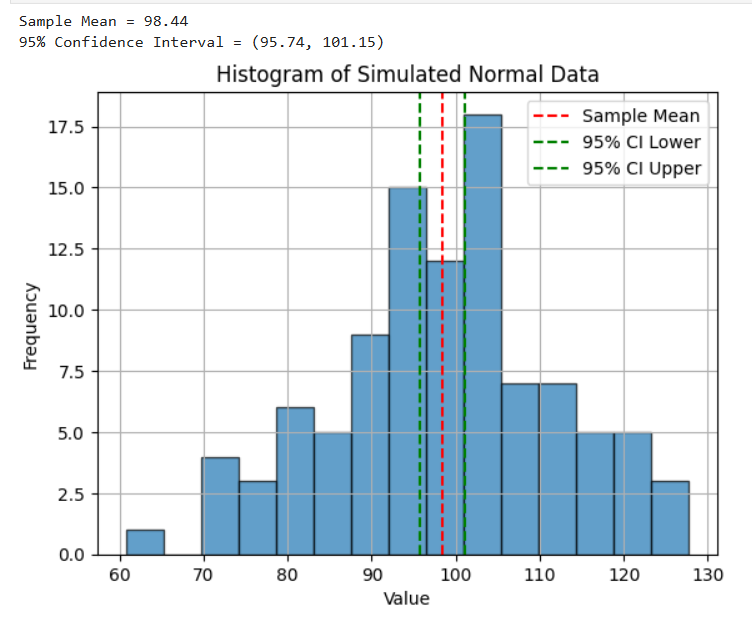 Sample Mean = 98.44
95% Confidence Interval = (95.74, 101.15)
Histogram of Simulated Normal Data
Sample Mean
95% CI Lower
95% CI Upper
17.5
15.0
12.5
10.0
7.5
5.0
2.5
0.0
Frequency
60 70 80 90 100 110 120 130
Value